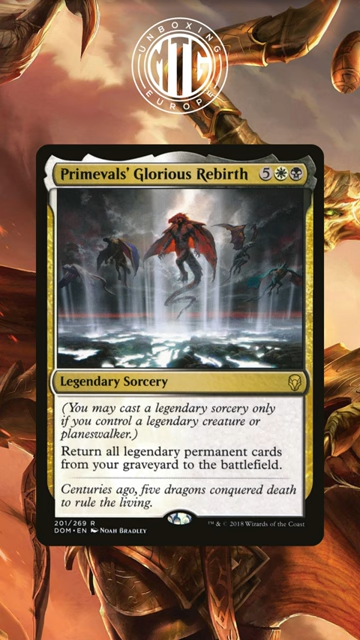 UNBOXING
MTG
EUROPE
Primevals' Glorious Rebirth 5
Legendary Sorcery
(You may cast a legendary sorcery only
if you control a legendary creature or
planeswalker.)
Return all legendary permanent cards
from your graveyard to the battlefield.
Centuries ago, five dragons conquered death
to rule the living.
201/269 R
DOM • EN NOAH BRADLEY
™ & © 2018 Wizards of the Coast